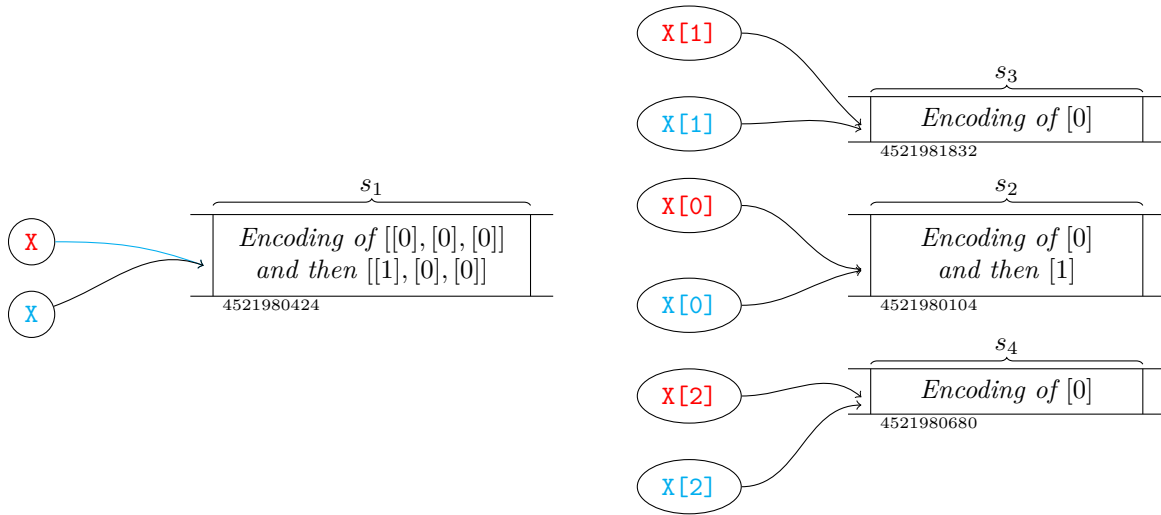 X
X
s1
Encoding of [[0], [0], [0]]
and then [[1], [0], [0]]
4521980424
X[1]
X[1]
s3
Encoding of [0]
4521981832
X[0]
X[0]
s2
Encoding of [0]
and then [1]
4521980104
X[2]
X[2]
s4
Encoding of [0]
4521980680